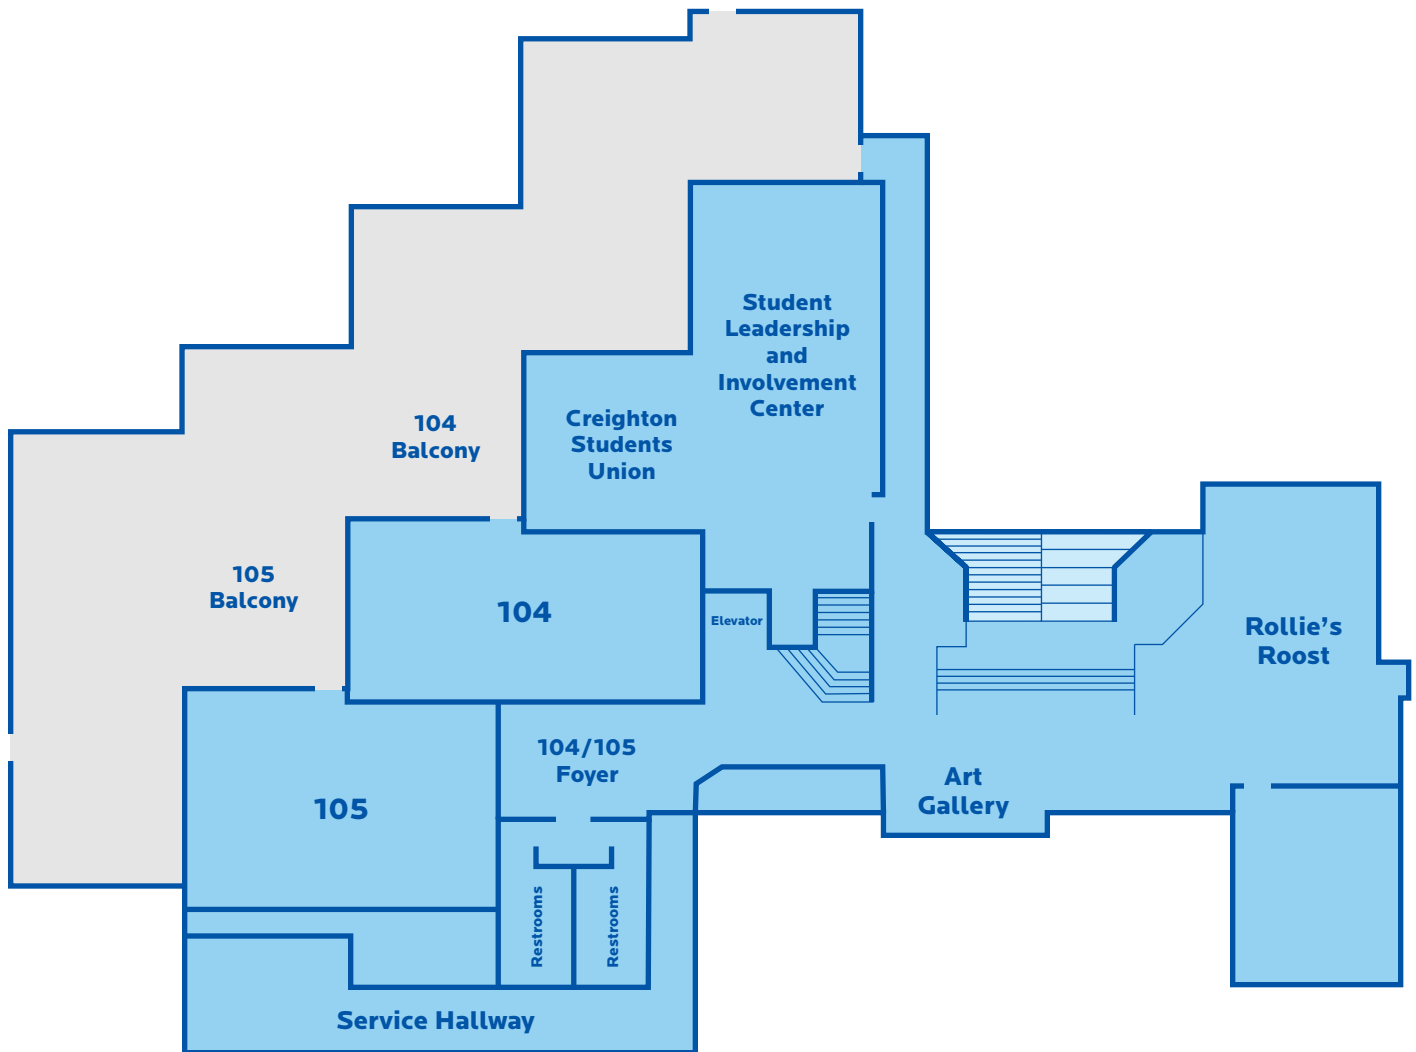 Student
Leadership
and
Involvement
Center
Creighton
Students
Union
104
Balcony
105
Balcony
104
Elevator
Rollie’s
Roost
104/105
Foyer
Art
Gallery
105
Restrooms
Restrooms
Service Hallway